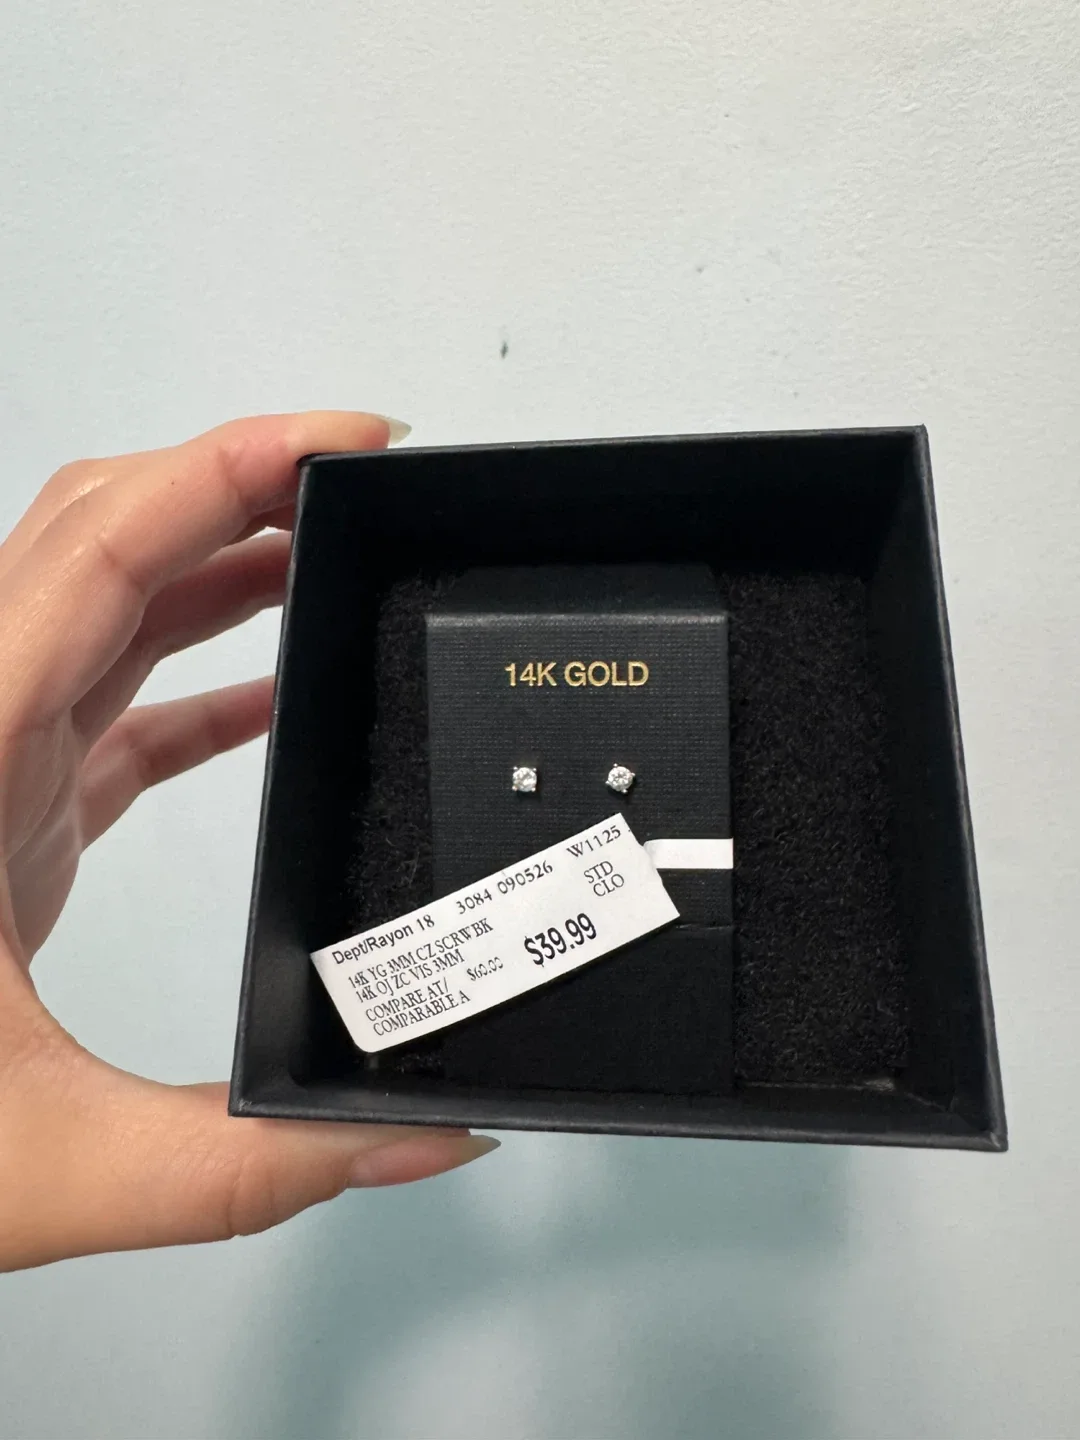 14K GOLD
Dept/Rayon 18 3084 090526 W1125
14K YG 3MM CZ SCRWBK STD
14K OJ ZC VIS 3MM CLO
COMPARE AT/ $60.00 $39.99
COMPARABLE A